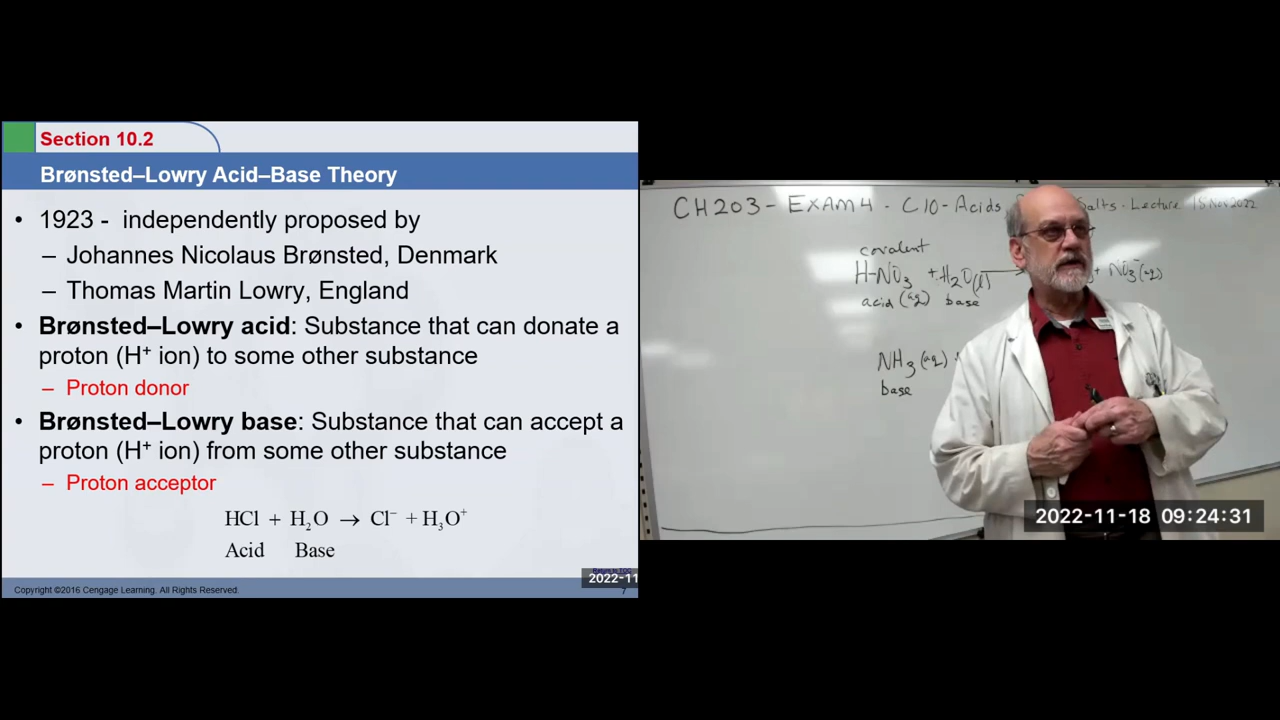 Section 10.2
Brønsted–Lowry Acid–Base Theory
• 1923 - independently proposed by
– Johannes Nicolaus Brønsted, Denmark
– Thomas Martin Lowry, England
• Brønsted–Lowry acid: Substance that can donate a
proton (H⁺ ion) to some other substance
– Proton donor
• Brønsted–Lowry base: Substance that can accept a
proton (H⁺ ion) from some other substance
– Proton acceptor
HCl + H₂O → Cl⁻ + H₃O⁺
Acid Base
Copyright ©2016 Cengage Learning. All Rights Reserved.
2022-11
7
CH203 - EXAM 4 - C10 - Acids, Salts - Lecture 18Nov2022
covalent
H-NO₃ + H₂O(l) → + NO₃⁻(aq)
acid (aq) base
NH₃(aq)
base
2022-11-18 09:24:31